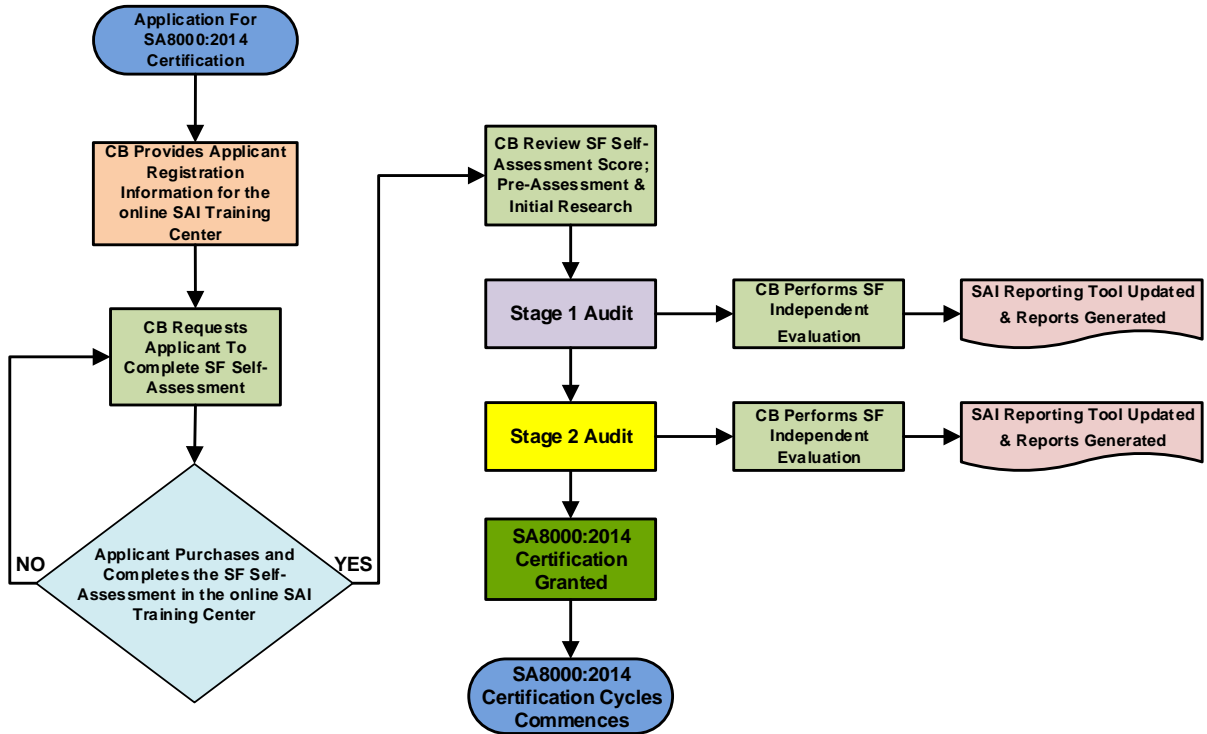 Application For
SA8000:2014
Certification
CB Provides Applicant
Registration
Information for the
online SAI Training
Center
CB Requests
Applicant To
Complete SF Self-
Assessment
NO
Applicant Purchases and
Completes the SF Self-
Assessment in the online SAI
Training Center
YES
CB Review SF Self-
Assessment Score;
Pre-Assessment &
Initial Research
Stage 1 Audit
CB Performs SF
Independent
Evaluation
SAI Reporting Tool Updated
& Reports Generated
Stage 2 Audit
CB Performs SF
Independent
Evaluation
SAI Reporting Tool Updated
& Reports Generated
SA8000:2014
Certification
Granted
SA8000:2014
Certification Cycles
Commences